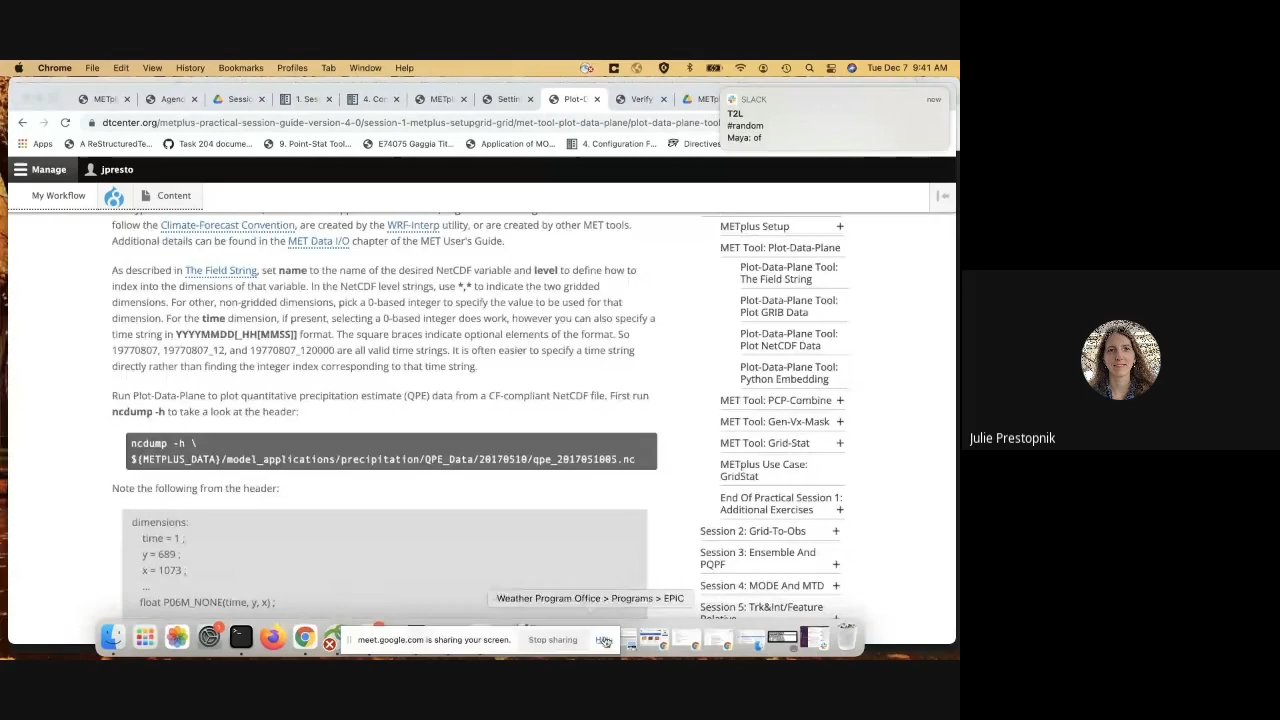 Chrome File Edit View History Bookmarks Profiles Tab Window Help Tue Dec 7 9:41 AM
METpl Agenc Sessic 1. Ses 4. Cor METpl Settin Plot-D Verify METp
SLACK now
T2L
#random
Maya: of
dtcenter.org/metplus-practical-session-guide-version-4-0/session-1-metplus-setupgrid-grid/met-tool-plot-data-plane/plot-data-plane-tool
Apps A ReStructuredTe... Task 204 docume... 9. Point-Stat Tool... E74075 Gaggia Tit... Application of MO... 4. Configuration F... Directives
Manage jpresto
My Workflow Content
follow the Climate-Forecast Convention, are created by the WRF-Interp utility, or are created by other MET tools.
Additional details can be found in the MET Data I/O chapter of the MET User's Guide.
As described in The Field String, set name to the name of the desired NetCDF variable and level to define how to
index into the dimensions of that variable. In the NetCDF level strings, use *,* to indicate the two gridded
dimensions. For other, non-gridded dimensions, pick a 0-based integer to specify the value to be used for that
dimension. For the time dimension, if present, selecting a 0-based integer does work, however you can also specify a
time string in YYYYMMDD[_HH[MMSS]] format. The square braces indicate optional elements of the format. So
19770807, 19770807_12, and 19770807_120000 are all valid time strings. It is often easier to specify a time string
directly rather than finding the integer index corresponding to that time string.
Run Plot-Data-Plane to plot quantitative precipitation estimate (QPE) data from a CF-compliant NetCDF file. First run
ncdump -h to take a look at the header:
ncdump -h \
${METPLUS_DATA}/model_applications/precipitation/QPE_Data/20170510/qpe_2017051005.nc
Note the following from the header:
dimensions:
time = 1 ;
y = 689 ;
x = 1073 ;
...
float P06M_NONE(time, y, x) ;
METplus Setup +
MET Tool: Plot-Data-Plane
Plot-Data-Plane Tool:
The Field String
Plot-Data-Plane Tool:
Plot GRIB Data
Plot-Data-Plane Tool:
Plot NetCDF Data
Plot-Data-Plane Tool:
Python Embedding
MET Tool: PCP-Combine +
MET Tool: Gen-Vx-Mask +
MET Tool: Grid-Stat +
METplus Use Case:
GridStat
End Of Practical Session 1:
Additional Exercises +
Session 2: Grid-To-Obs +
Session 3: Ensemble And
PQPF +
Session 4: MODE And MTD +
Session 5: Trk&Int/Feature
Weather Program Office > Programs > EPIC
meet.google.com is sharing your screen. Stop sharing
Julie Prestopnik